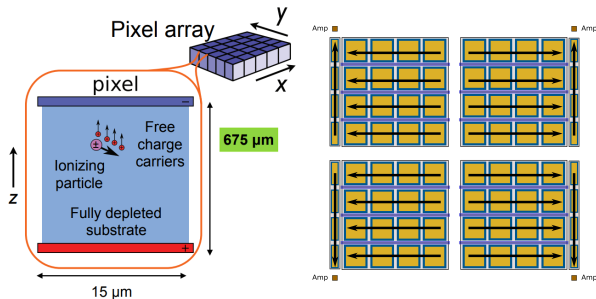 Pixel array
y
x
pixel
−
Free
charge
carriers
±
Ionizing
particle
Fully depleted
substrate
+
z
675 µm
15 µm
Amp
Amp
Amp
Amp